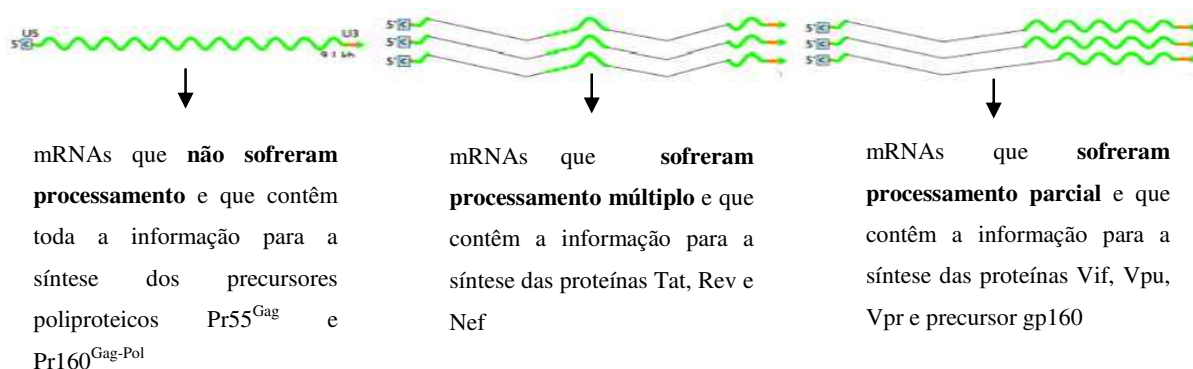 U5
U3
5'
9.1 kb
5'
5'
5'
5'
5'
5'
mRNAs que não sofreram
processamento e que contêm
toda a informação para a
síntese dos precursores
poliproteicos Pr55Gag e
Pr160Gag-Pol
mRNAs que sofreram
processamento múltiplo e que
contêm a informação para a
síntese das proteínas Tat, Rev e
Nef
mRNAs que sofreram
processamento parcial e que
contêm a informação para a
síntese das proteínas Vif, Vpu,
Vpr e precursor gp160